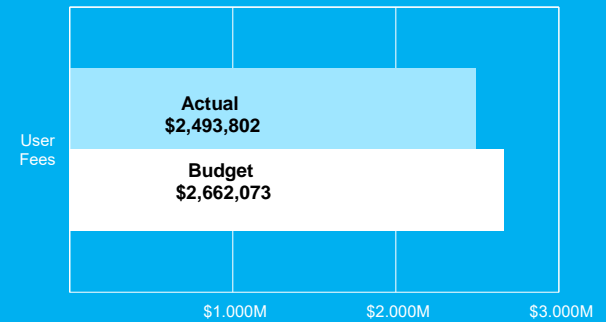 Actual
$2,493,802
User
Fees
Budget
$2,662,073
$1.000M
$2.000M
$3.000M